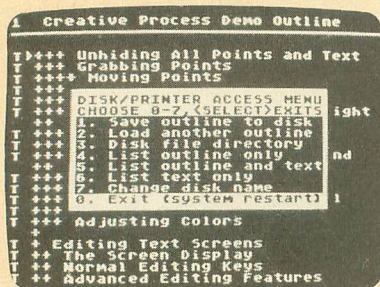 1 Creative Process Demo Outline
T▶+++ Unhiding All Points and Text
T +++ Grabbing Points
T ++++ Moving Points
T +++
T +++ DISK/PRINTER ACCESS MENU
T +++ CHOOSE 0-7,(SELECT)EXITS ight
T +++ 1. Save outline to disk
T +++ 2. Load another outline
T +++ 3. Disk file directory
T +++ 4. List outline only nd
T +++ 5. List outline and text
T +++ 6. List text only
T +++ 7. Change disk name
T +++ 0. Exit (system restart) l
T +++
T +++ Adjusting Colors
+
T + Editing Text Screens
T ++ The Screen Display
T ++ Normal Editing Keys
T ++ Advanced Editing Features